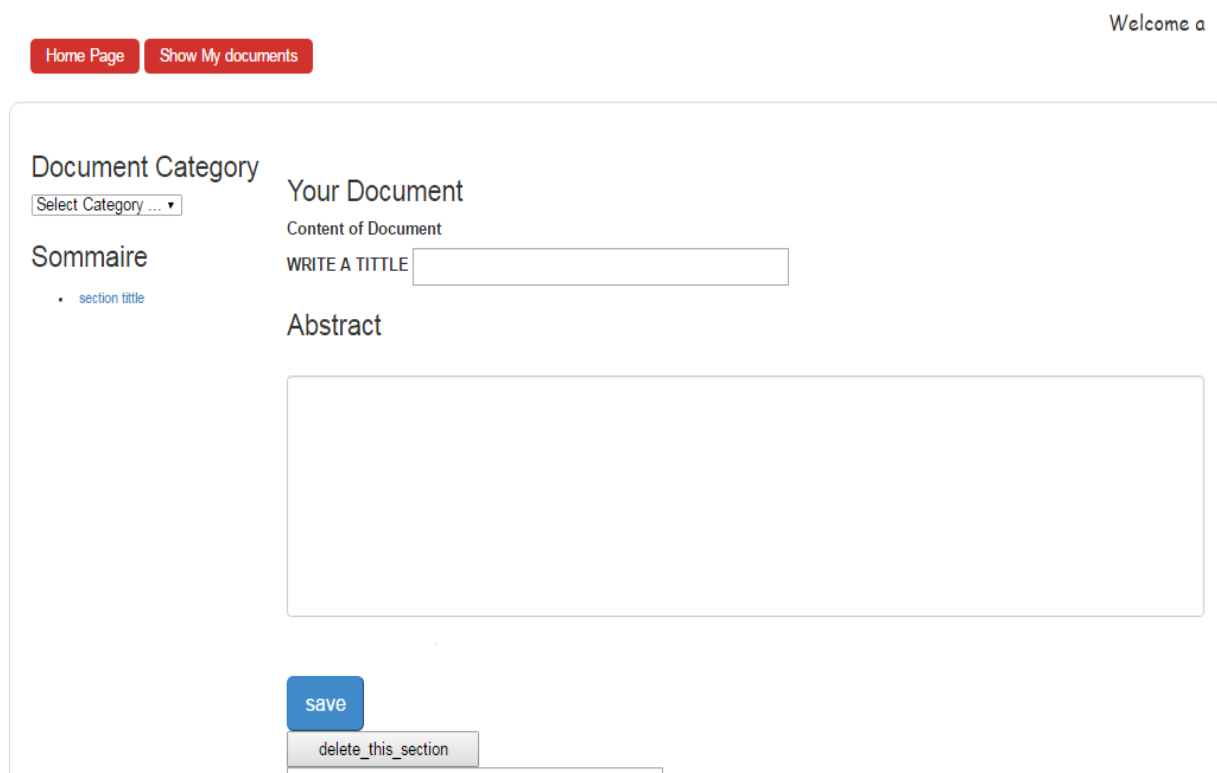 Welcome a
Home Page Show My documents
Document Category
Select Category ...
Sommaire
section tittle
Your Document
Content of Document
WRITE A TITTLE
Abstract
save
delete_this_section